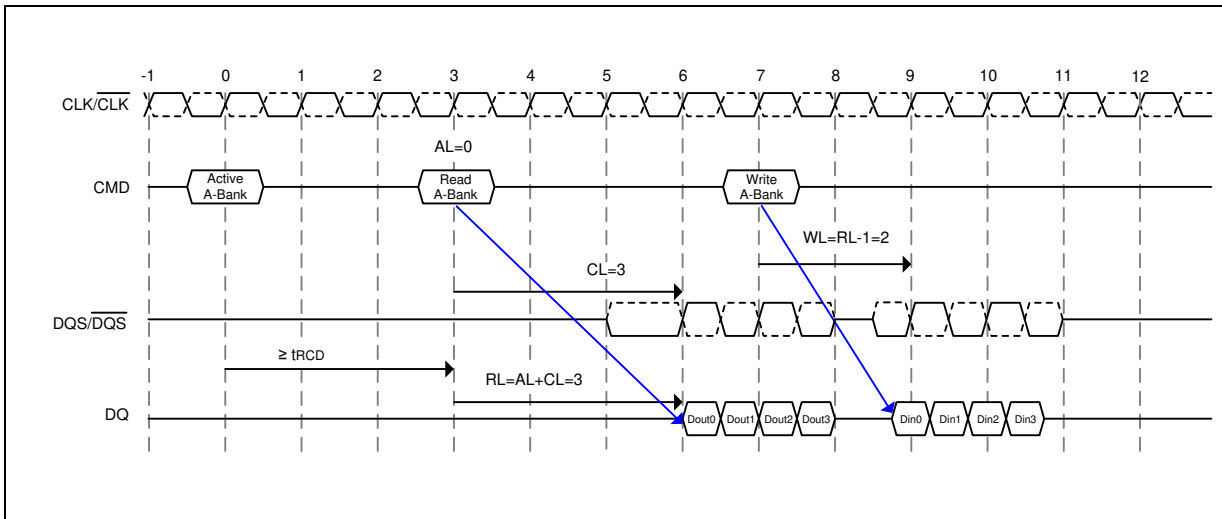 -1 0 1 2 3 4 5 6 7 8 9 10 11 12
CLK/CLK
AL=0
CMD
Active
A-Bank
Read
A-Bank
Write
A-Bank
WL=RL-1=2
CL=3
DQS/DQS
≥ tRCD
RL=AL+CL=3
DQ
Dout0 Dout1 Dout2 Dout3 Din0 Din1 Din2 Din3